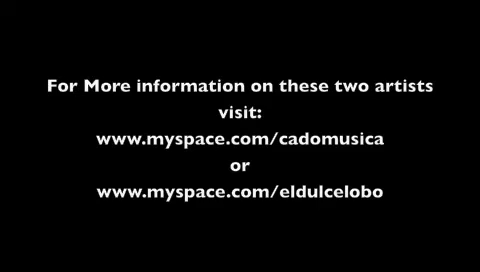 For More information on these two artists
visit:
www.myspace.com/cadomusica
or
www.myspace.com/eldulcelobo